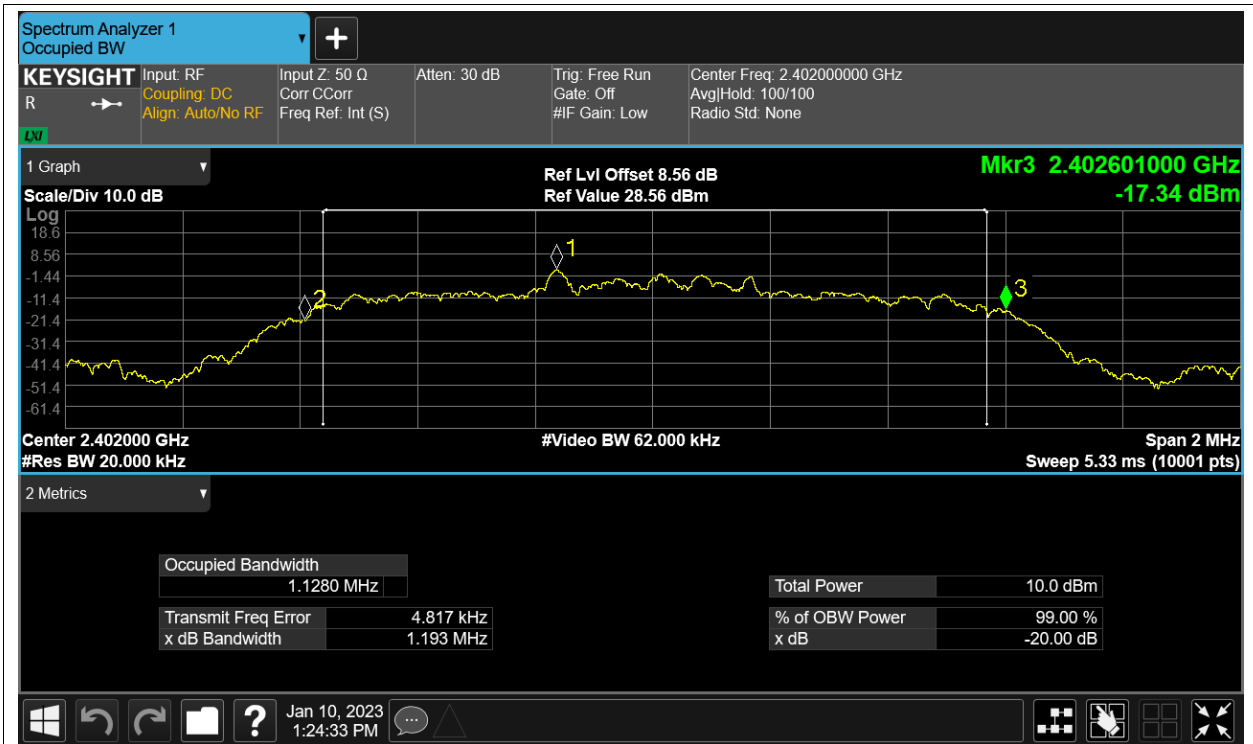 Spectrum Analyzer 1
Occupied BW
▼
+
KEYSIGHT
R
LXI
Input: RF
Coupling: DC
Align: Auto/No RF
Input Z: 50 Ω
Corr CCorr
Freq Ref: Int (S)
Atten: 30 dB
Trig: Free Run
Gate: Off
#IF Gain: Low
Center Freq: 2.402000000 GHz
Avg|Hold: 100/100
Radio Std: None
1 Graph
Scale/Div 10.0 dB
Ref Lvl Offset 8.56 dB
Ref Value 28.56 dBm
Mkr3 2.402601000 GHz
-17.34 dBm
Log
18.6
8.56
-1.44
-11.4
-21.4
-31.4
-41.4
-51.4
-61.4
1
2
3
Center 2.402000 GHz
#Video BW 62.000 kHz
Span 2 MHz
#Res BW 20.000 kHz
Sweep 5.33 ms (10001 pts)
2 Metrics
Occupied Bandwidth
1.1280 MHz
Total Power 10.0 dBm
Transmit Freq Error 4.817 kHz
% of OBW Power 99.00 %
x dB Bandwidth 1.193 MHz
x dB -20.00 dB
?
Jan 10, 2023
1:24:33 PM